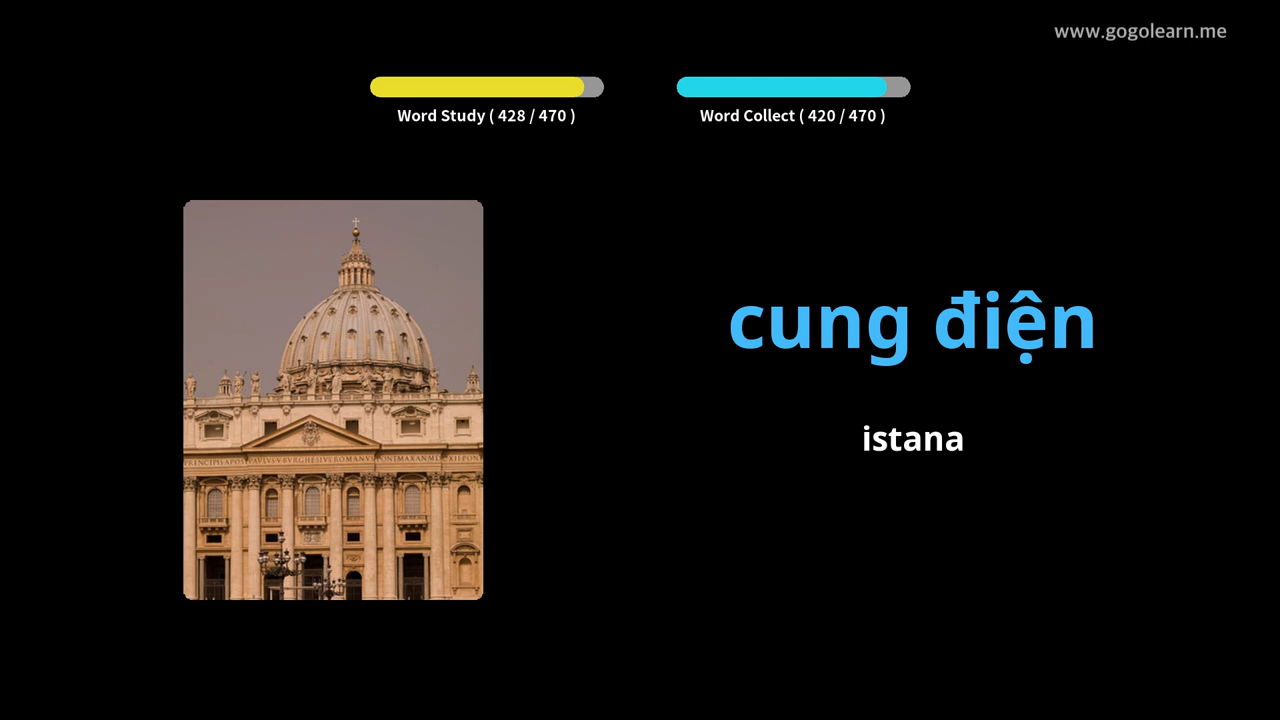 www.gogolearn.me
Word Study ( 428 / 470 )
Word Collect ( 420 / 470 )
cung điện
istana